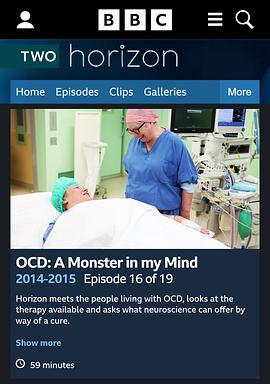 BBC
TWO horizon
Home Episodes Clips Galleries More
OCD: A Monster in my Mind
2014-2015 Episode 16 of 19
Horizon meets the people living with OCD, looks at the
therapy available and asks what neuroscience can offer by
way of a cure.
Show more
59 minutes